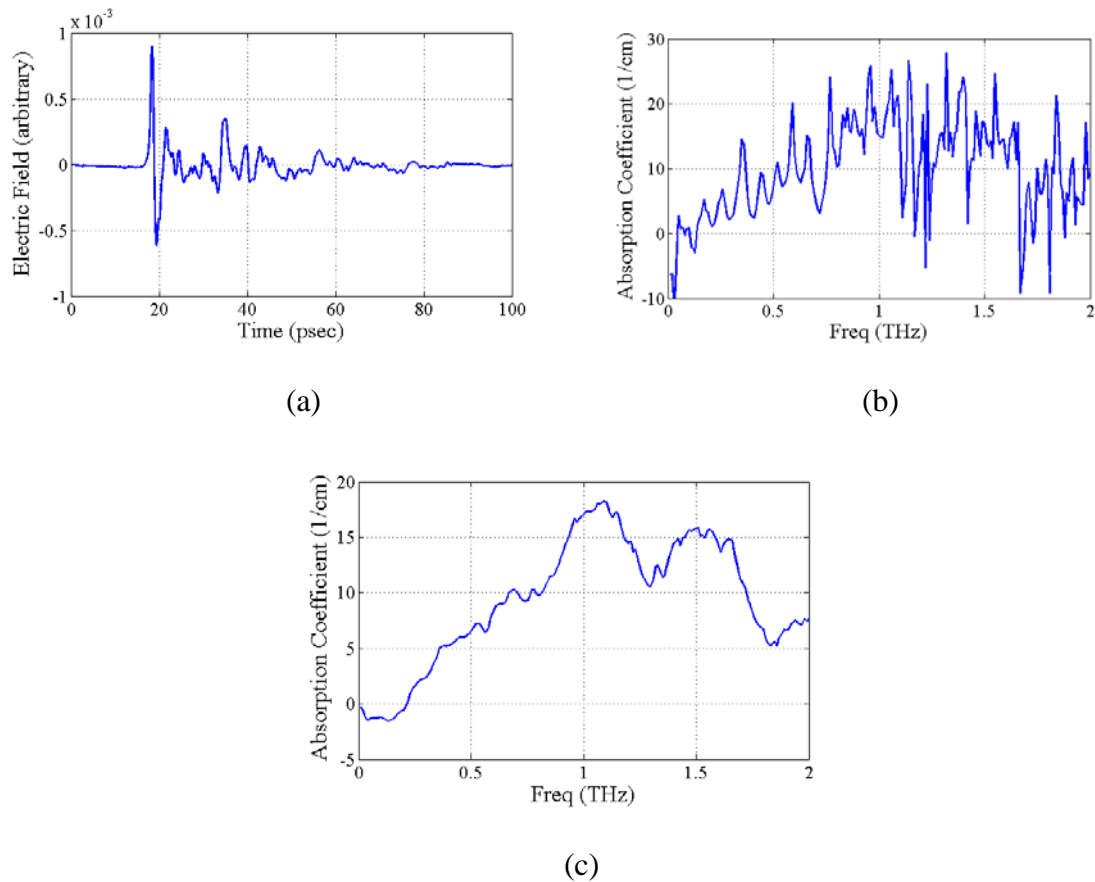 x 10⁻³
1
0.5
0
-0.5
-1
Electric Field (arbitrary)
0 20 40 60 80 100
Time (psec)
(a)
30
20
10
0
-10
Absorption Coefficient (1/cm)
0 0.5 1 1.5 2
Freq (THz)
(b)
20
15
10
5
0
-5
Absorption Coefficient (1/cm)
0 0.5 1 1.5 2
Freq (THz)
(c)